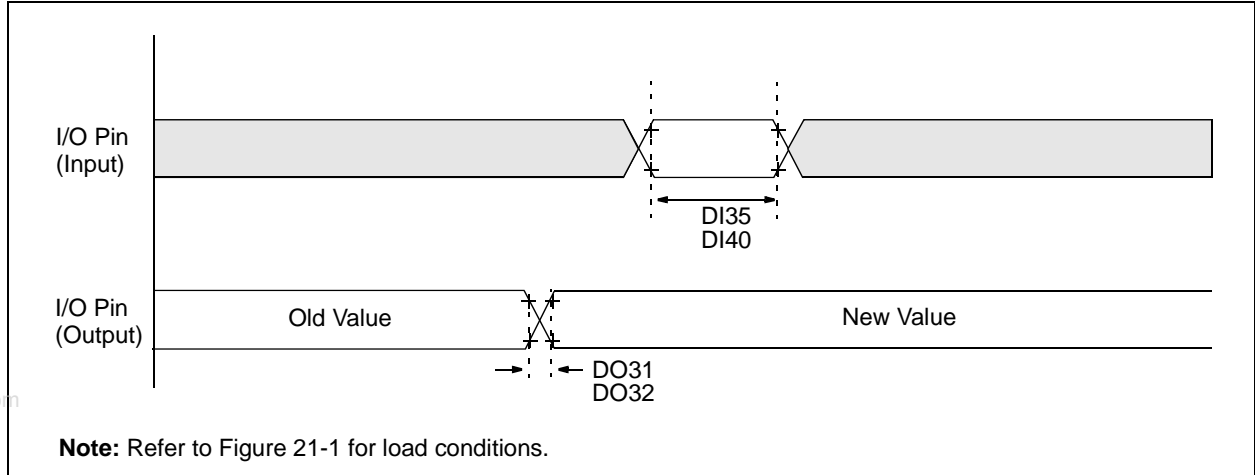 I/O Pin
(Input)
DI35
DI40
I/O Pin
(Output)
Old Value
New Value
DO31
DO32
om
Note: Refer to Figure 21-1 for load conditions.